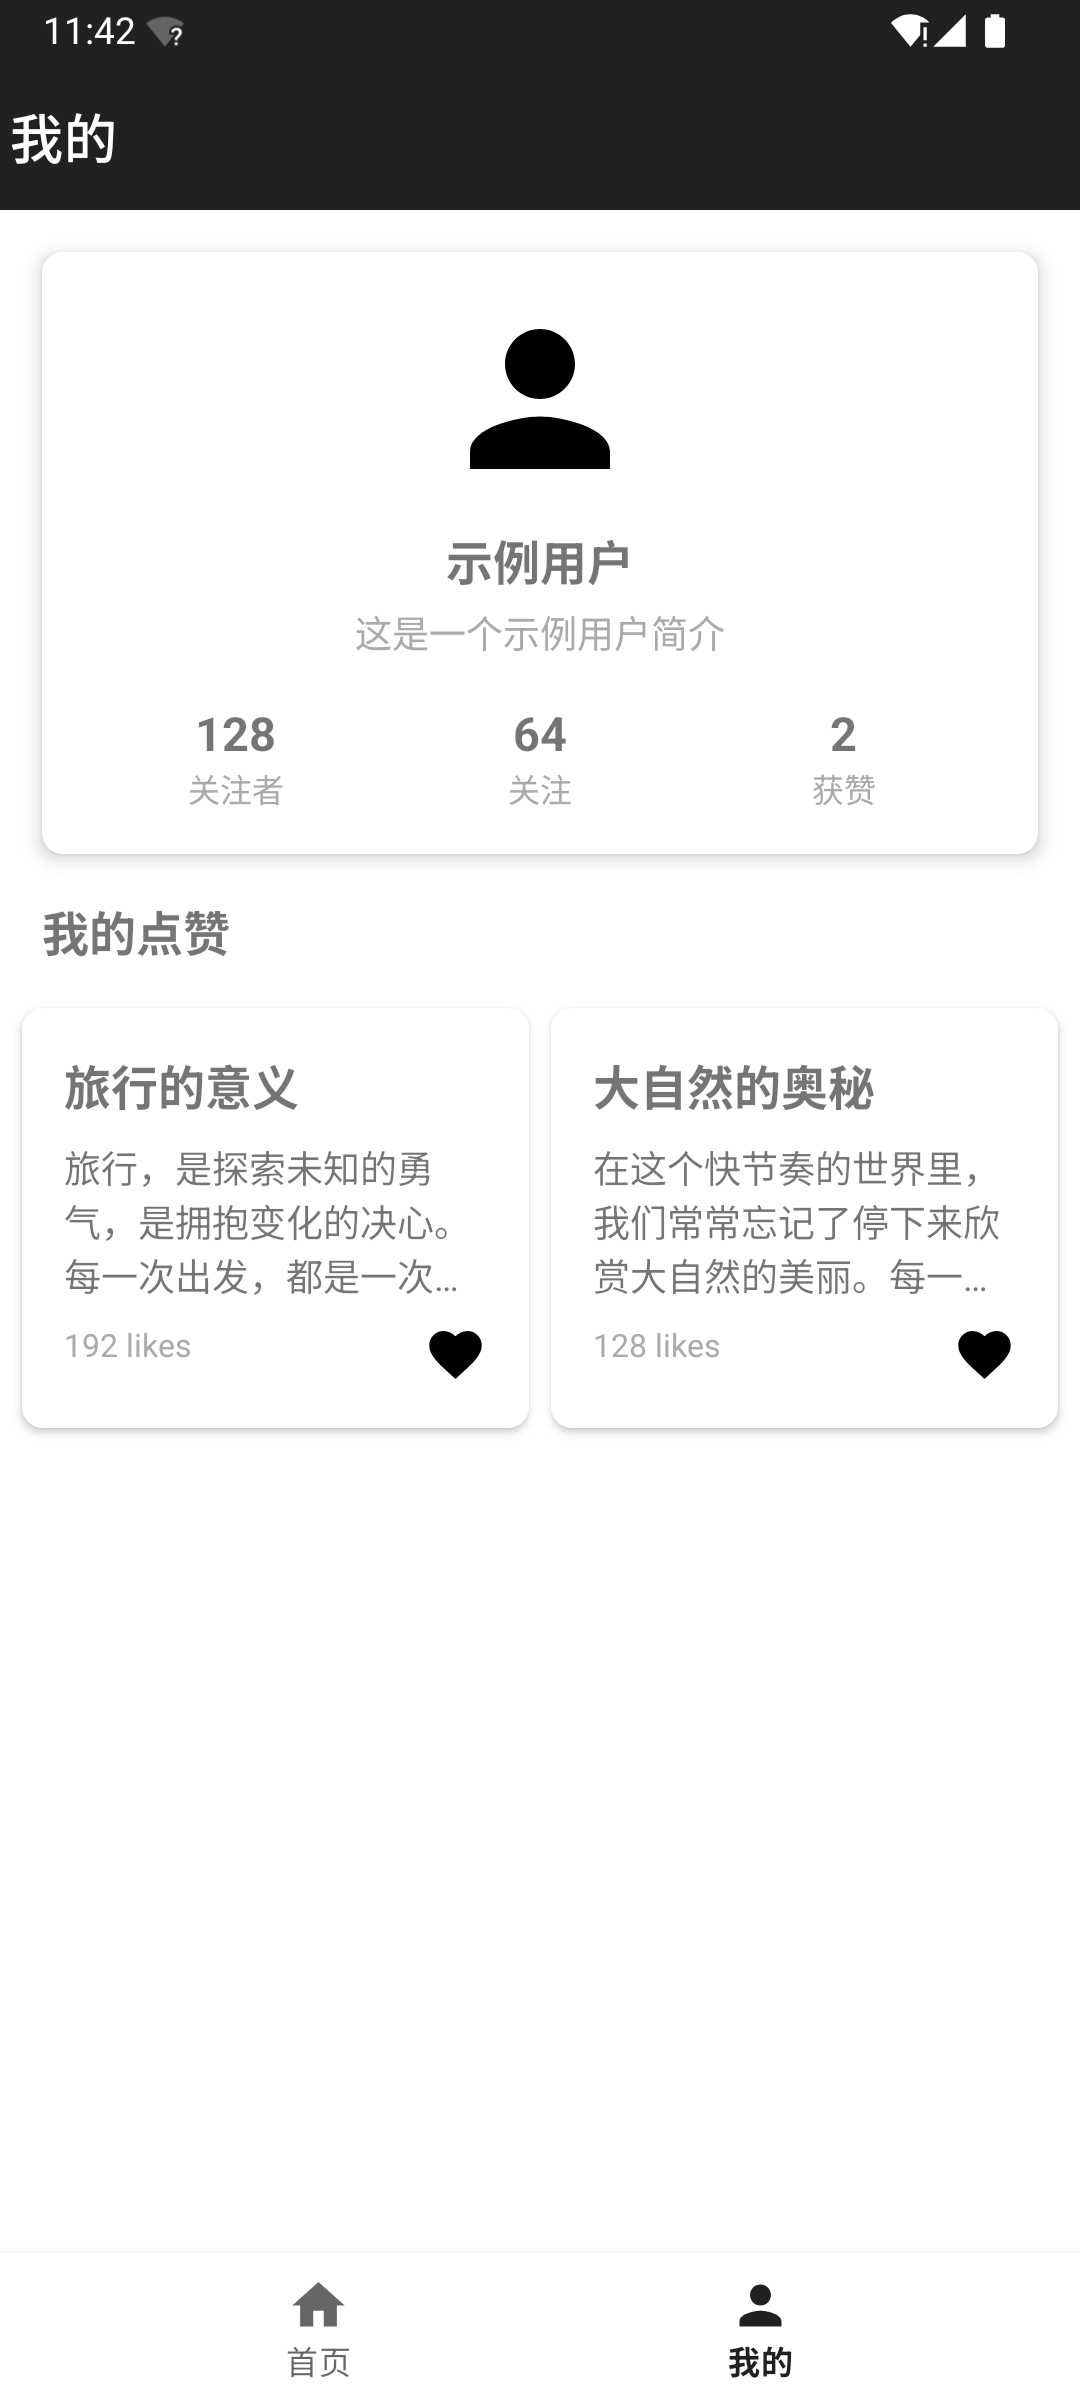 11:42
我的
示例用户
这是一个示例用户简介
128
关注者
64
关注
2
获赞
我的点赞
旅行的意义
旅行，是探索未知的勇
气，是拥抱变化的决心。
每一次出发，都是一次…
192 likes
大自然的奥秘
在这个快节奏的世界里，
我们常常忘记了停下来欣
赏大自然的美丽。每一…
128 likes
首页
我的